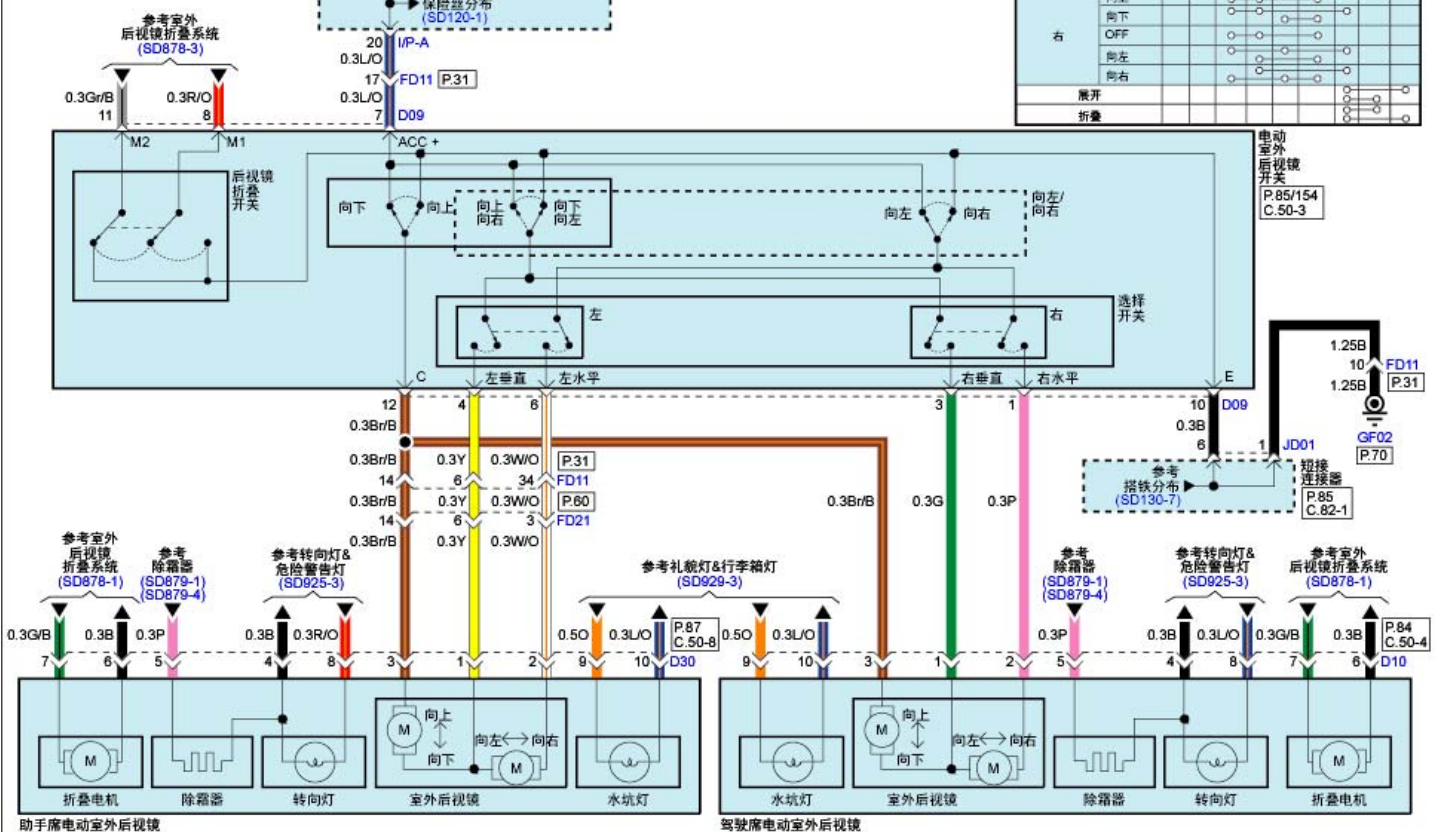 保险丝分布
(SD120-1)
参考室外
后视镜折叠系统
(SD878-3)
20
I/P-A
0.3L/O
17
FD11
P.31
0.3Gr/B
0.3R/O
0.3L/O
11
8
7
D09
M2
M1
ACC +
右
向下
OFF
向左
向右
展开
折叠
电动
室外
后视镜
开关
P.85/154
C.50-3
后视镜
折叠
开关
向下
向上
向上
向右
向下
向左
向左
向右
向左/
向右
左
右
选择
开关
C
左垂直
左水平
右垂直
右水平
E
12
4
6
3
1
10
D09
0.3Br/B
0.3B
6
1
JD01
1.25B
10
FD11
1.25B
P.31
GF02
P.70
0.3Br/B
0.3Y
0.3W/O
P.31
14
6
34
FD11
0.3Br/B
0.3Y
0.3W/O
P.60
14
6
3
FD21
0.3Br/B
0.3Y
0.3W/O
0.3Br/B
0.3G
0.3P
参考
搭铁分布
(SD130-7)
短接
连接器
P.85
C.82-1
参考室外
后视镜
折叠系统
(SD878-1)
参考
除霜器
(SD879-1)
(SD879-4)
参考转向灯&
危险警告灯
(SD925-3)
参考礼貌灯&行李箱灯
(SD929-3)
参考
除霜器
(SD879-1)
(SD879-4)
参考转向灯&
危险警告灯
(SD925-3)
参考室外
后视镜折叠系统
(SD878-1)
0.3G/B
0.3B
0.3P
0.3B
0.3R/O
0.5O
0.3L/O
P.87
C.50-8
0.5O
0.3L/O
0.3P
0.3B
0.3L/O
0.3G/B
0.3B
P.84
C.50-4
7
6
5
4
8
3
1
2
9
10
D30
9
10
3
1
2
5
4
8
7
6
D10
M
向上
向下
向左
向右
M
M
折叠电机
除霜器
转向灯
室外后视镜
水坑灯
M
向上
向下
向左
向右
M
M
水坑灯
室外后视镜
除霜器
转向灯
折叠电机
助手席电动室外后视镜
驾驶席电动室外后视镜